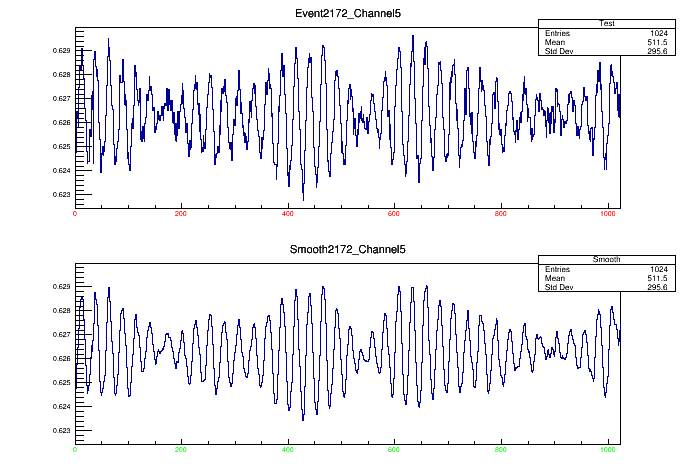 Event2172_Channel5
Test
Entries 1024
Mean 511.5
Std Dev 295.6
0.629
0.628
0.627
0.626
0.625
0.624
0.623
0 200 400 600 800 1000
Smooth2172_Channel5
Smooth
Entries 1024
Mean 511.5
Std Dev 295.6
0.629
0.628
0.627
0.626
0.625
0.624
0.623
0 200 400 600 800 1000